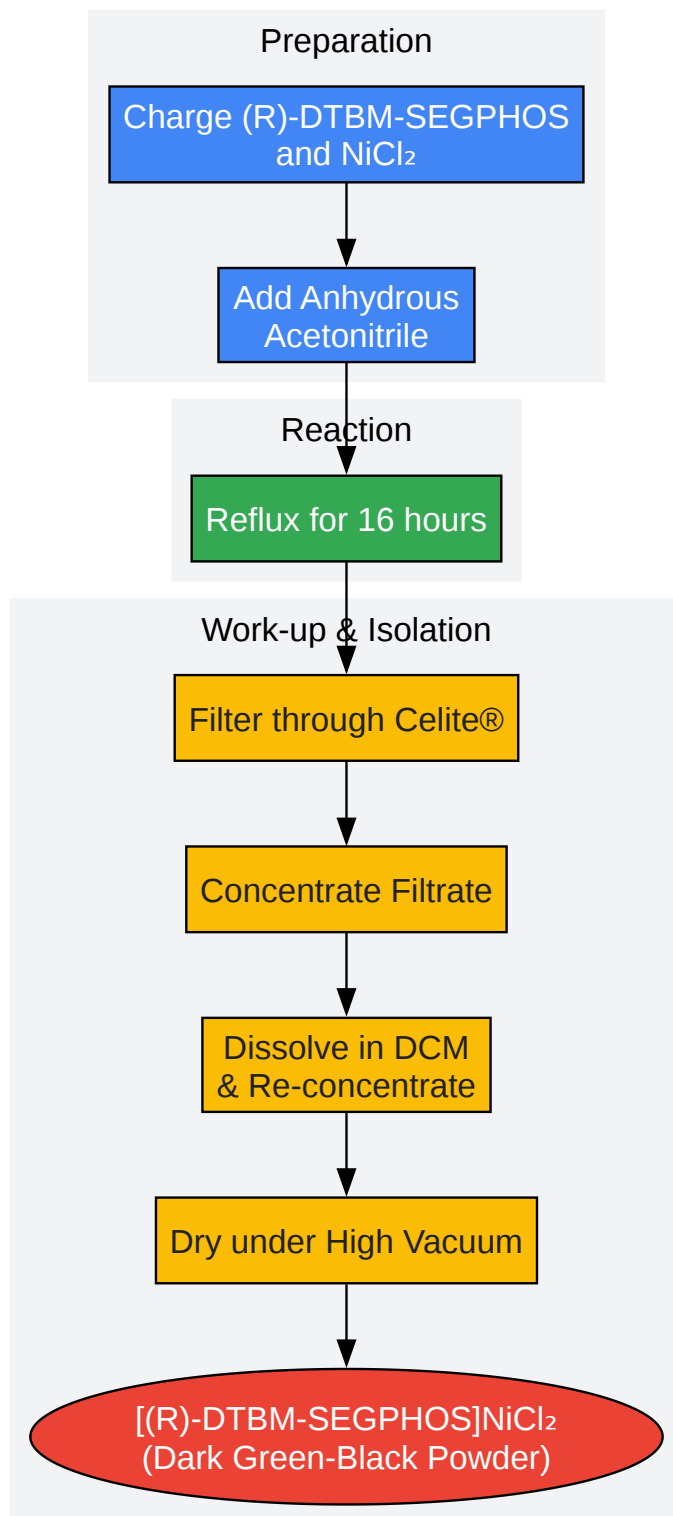 Preparation
Charge (R)-DTBM-SEGPHOS
and NiCl₂
Add Anhydrous
Acetonitrile
Reaction
Reflux for 16 hours
Work-up & Isolation
Filter through Celite®
Concentrate Filtrate
Dissolve in DCM
& Re-concentrate
Dry under High Vacuum
[(R)-DTBM-SEGPHOS]NiCl₂
(Dark Green-Black Powder)